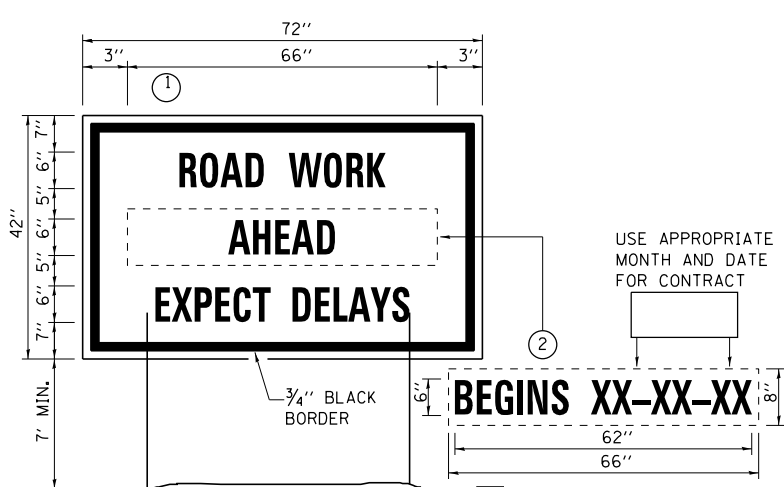 72''
3'' 66'' 3''
1
7''
6''
5''
6''
5''
6''
7''
42''
7' MIN.
ROAD WORK
AHEAD
EXPECT DELAYS
3/4'' BLACK
BORDER
2
USE APPROPRIATE
MONTH AND DATE
FOR CONTRACT
6''
BEGINS XX-XX-XX
8''
62''
66''